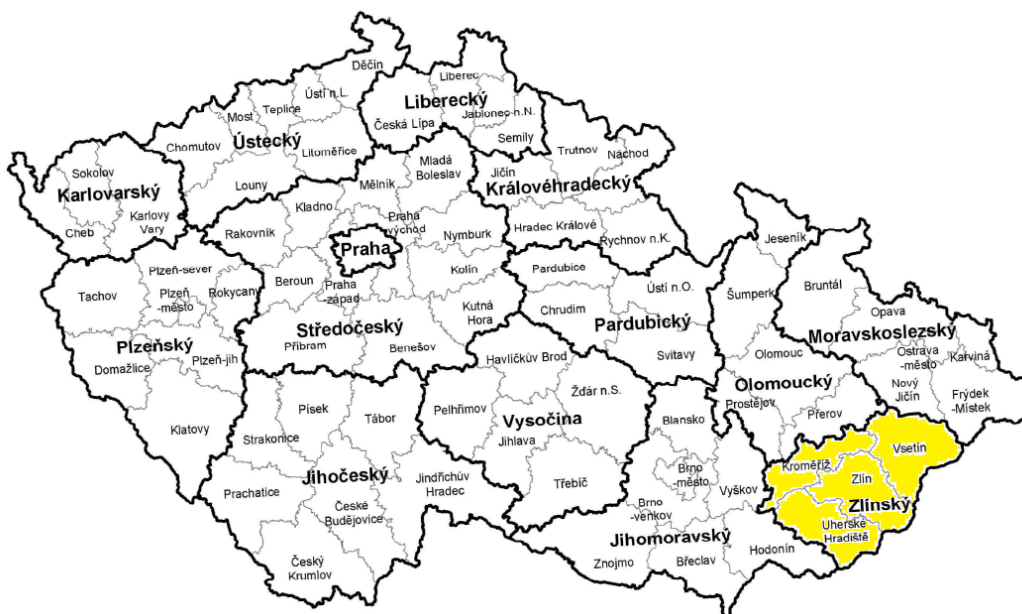 Děčín
Liberec
Ústí n.L.
Teplice
Most
Liberecký
Jablonec n.N.
Česká Lípa
Chomutov
Ústecký
Semily
Litoměřice
Trutnov
Náchod
Sokolov
Louny
Mladá
Boleslav
Jičín
Karlovarský
Mělník
Královéhradecký
Kladno
Karlovy
Vary
Praha
východ
Hradec Králové
Cheb
Rakovník
Nymburk
Rychnov n.K.
Praha
Jeseník
Plzeň-sever
Kolín
Pardubice
Beroun
Praha
-západ
Bruntál
Tachov
Plzeň
-město
Rokycany
Ústí n.O.
Šumperk
Kutná
Hora
Chrudim
Opava
Středočeský
Pardubický
Moravskoslezský
Plzeňský
Příbram
Benešov
Plzeň-jih
Havlíčkův Brod
Svitavy
Olomouc
Ostrava
-město
Karviná
Domažlice
Olomoucký
Nový
Jičín
Frýdek
-Místek
Žďár n.S.
Prostějov
Písek
Tábor
Pelhřimov
Přerov
Klatovy
Vysočina
Blansko
Strakonice
Jihlava
Vsetín
Kroměříž
Brno
-město
Jihočeský
Jindřichův
Hradec
Zlín
Třebíč
Vyškov
Prachatice
České
Budějovice
Brno
-venkov
Zlínský
Uherské
Hradiště
Jihomoravský
Hodonín
Český
Krumlov
Znojmo
Břeclav